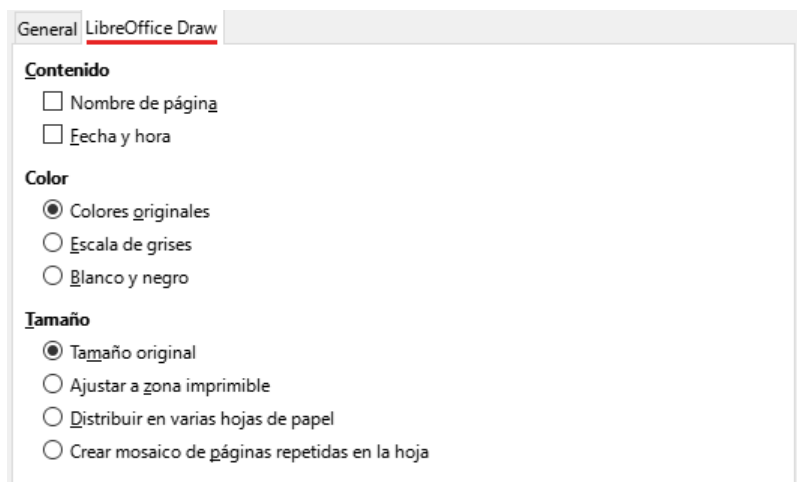 General LibreOffice Draw
Contenido
Nombre de página
Fecha y hora
Color
Colores originales
Escala de grises
Blanco y negro
Tamaño
Tamaño original
Ajustar a zona imprimible
Distribuir en varias hojas de papel
Crear mosaico de páginas repetidas en la hoja